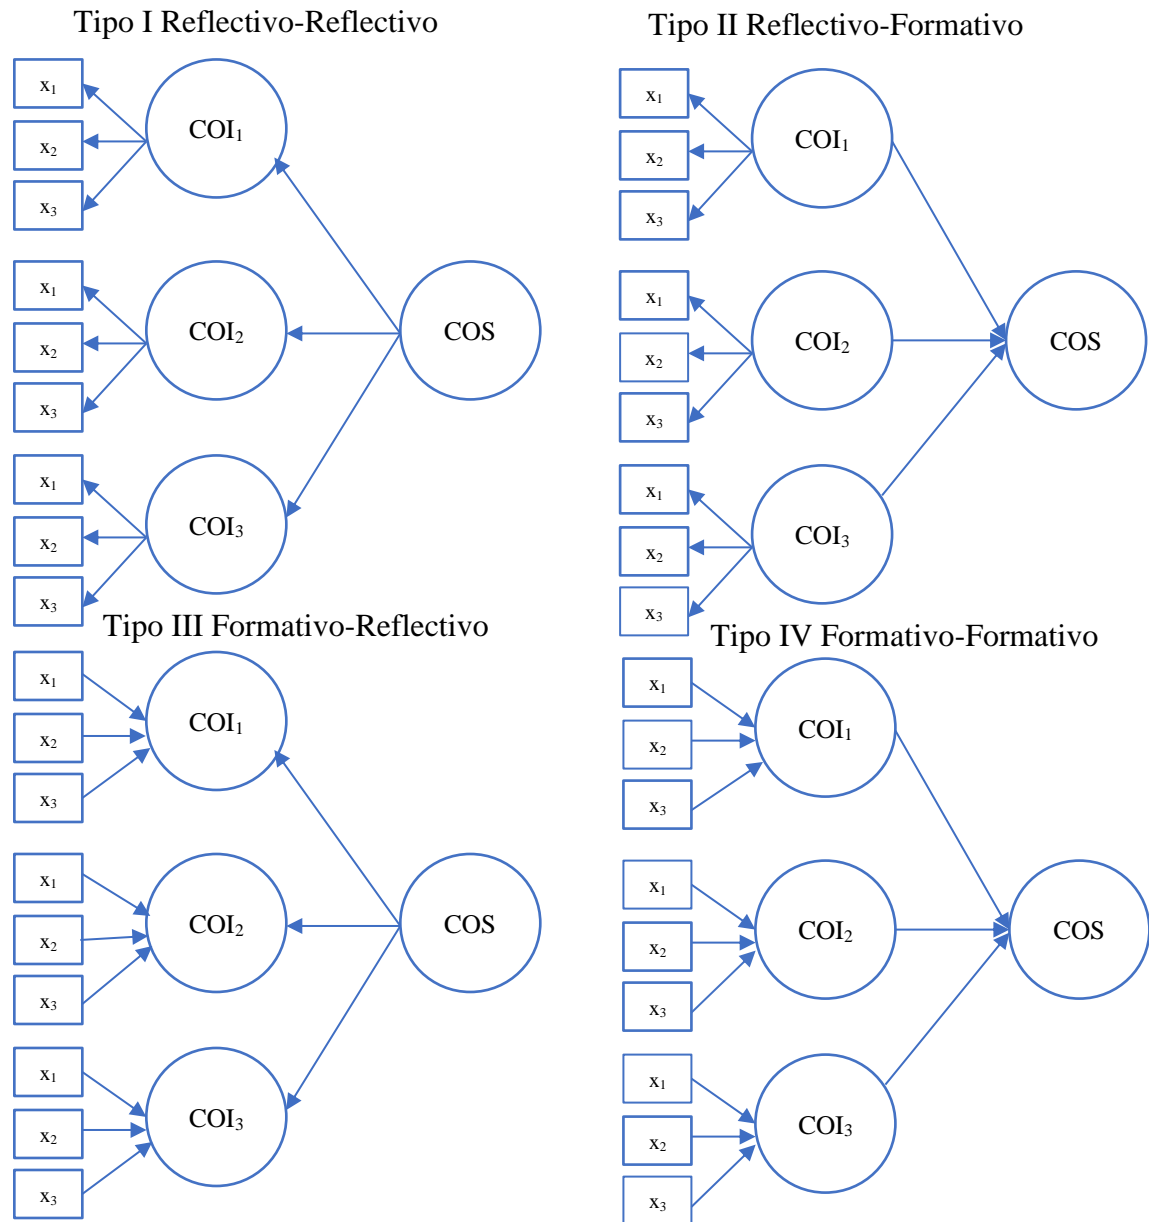 Tipo I Reflectivo-Reflectivo
x₁
x₂
x₃
COI₁
x₁
x₂
x₃
COI₂
COS
x₁
x₂
x₃
COI₃
Tipo II Reflectivo-Formativo
x₁
x₂
x₃
COI₁
x₁
x₂
x₃
COI₂
COS
x₁
x₂
x₃
COI₃
Tipo III Formativo-Reflectivo
x₁
x₂
x₃
COI₁
x₁
x₂
x₃
COI₂
COS
x₁
x₂
x₃
COI₃
Tipo IV Formativo-Formativo
x₁
x₂
x₃
COI₁
x₁
x₂
x₃
COI₂
COS
x₁
x₂
x₃
COI₃